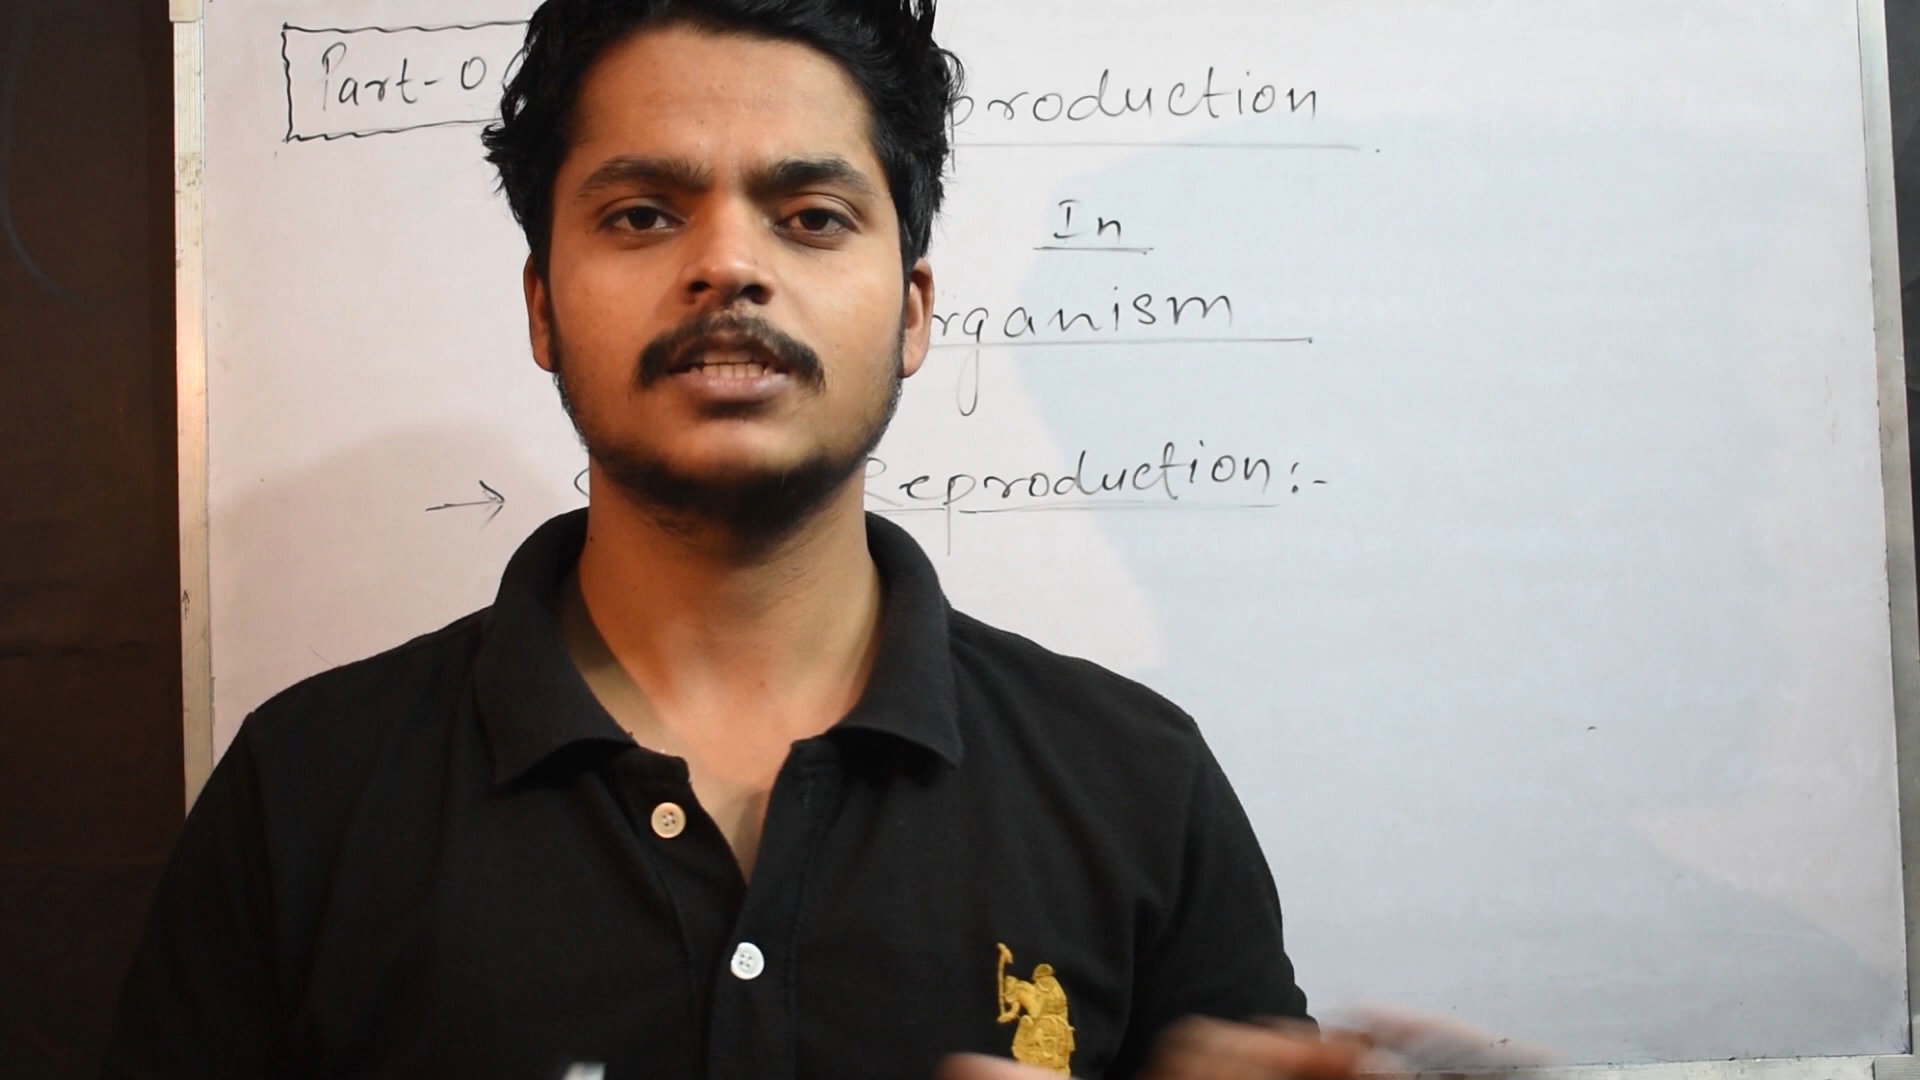 Part-0
production
In
rganism
→ Reproduction:-